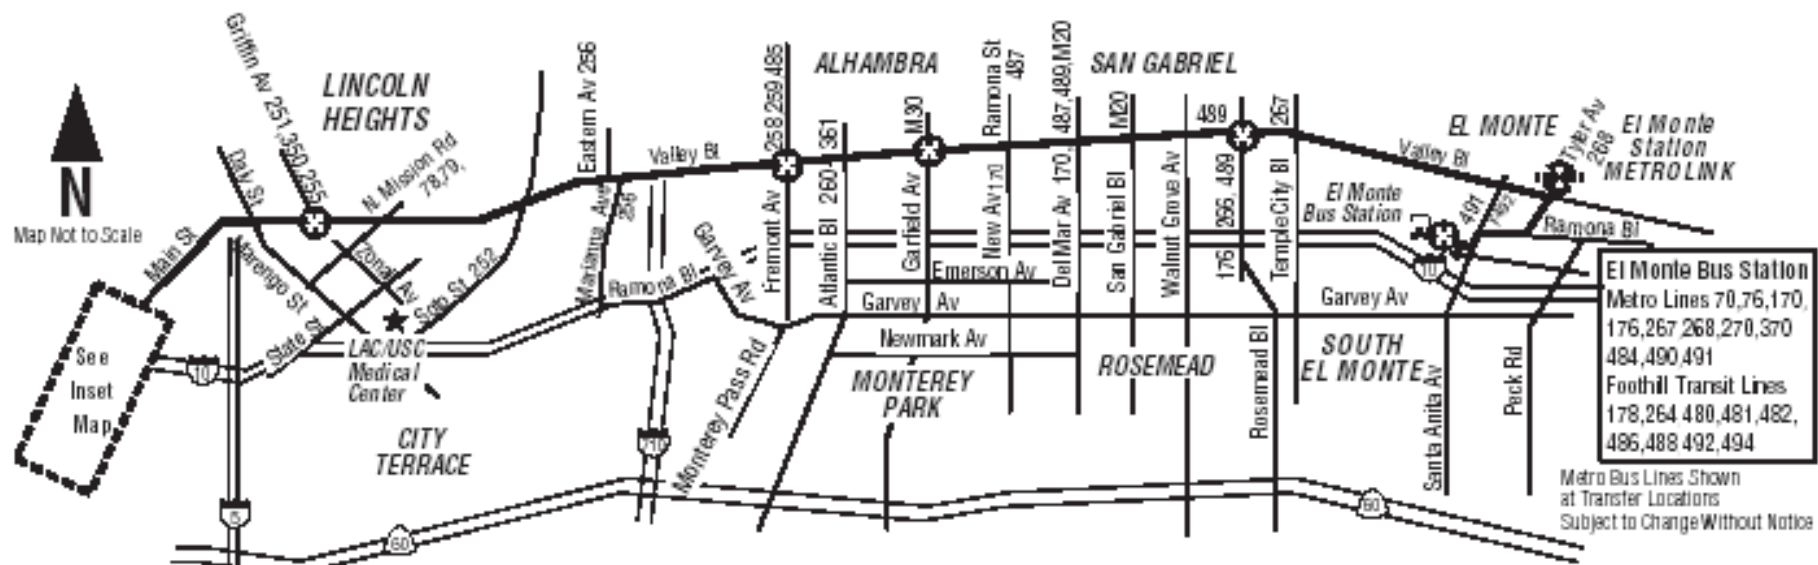 N
Map Not to Scale
See
Inset
Map
Main St
LINCOLN
HEIGHTS
Griffin Av 251,350,255
Daly St
N. Mission Rd
78,79,
Marengo St
Zonal Av
Soto St 252
State St
LAC/USC
Medical
Center
CITY
TERRACE
10
5
60
Eastern Av 256
Valley Bl
Marianna Ave
256
Ramona Bl
Garvey Av
710
Monterey Pass Rd
Fremont Av
258 259,485
ALHAMBRA
Atlantic Bl 260 361
Garfield Av
M30
Emerson Av
Garvey Av
Newmark Av
MONTEREY
PARK
New Av 170
Ramona St
487
Del Mar Av 170, 487,489,M20
San Gabriel Bl
M20
SAN GABRIEL
Walnut Grove Av
ROSEMEAD
489
176 266, 489
Rosemead Bl
Temple City Bl
267
Garvey Av
SOUTH
EL MONTE
60
10
Valley Bl
EL MONTE
El Monte
Bus Station
491
Tyler Av
268
El Monte
Station
METROLINK
Ramona Bl
Santa Anita Av
Peck Rd
El Monte Bus Station
Metro Lines 70,76,170,
176,267,268,270,370
484,490,491
Foothill Transit Lines
178,264 480,481,482,
486,488 492,494
Metro Bus Lines Shown
at Transfer Locations
Subject to Change Without Notice